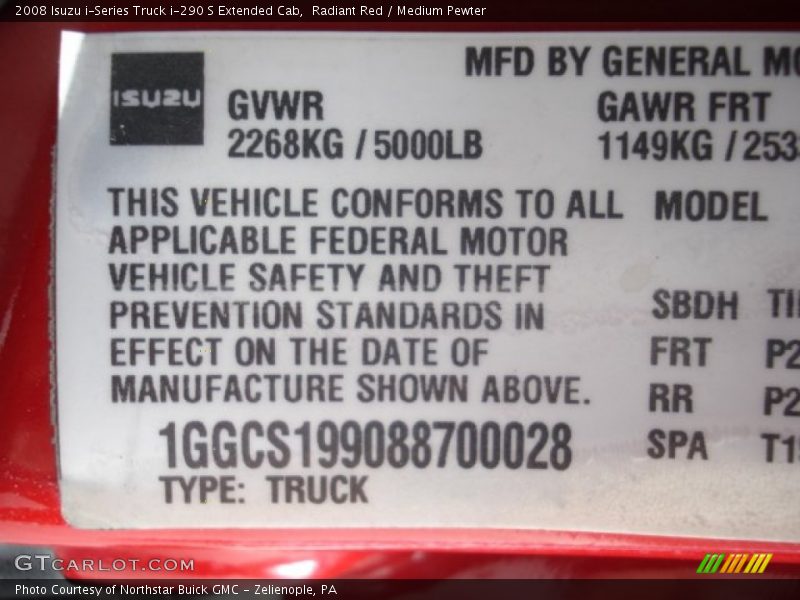 2008 Isuzu i-Series Truck i-290 S Extended Cab, Radiant Red / Medium Pewter
MFD BY GENERAL
ISUZU
GVWR GAWR FRT
2268KG / 5000LB 1149KG /
THIS VEHICLE CONFORMS TO ALL MODEL
APPLICABLE FEDERAL MOTOR
VEHICLE SAFETY AND THEFT
PREVENTION STANDARDS IN SBDH
EFFECT ON THE DATE OF FRT
MANUFACTURE SHOWN ABOVE. RR
1GGCS199088700028 SPA
TYPE: TRUCK
GTCARLOT.COM
Photo Courtesy of Northstar Buick GMC - Zelienople, PA